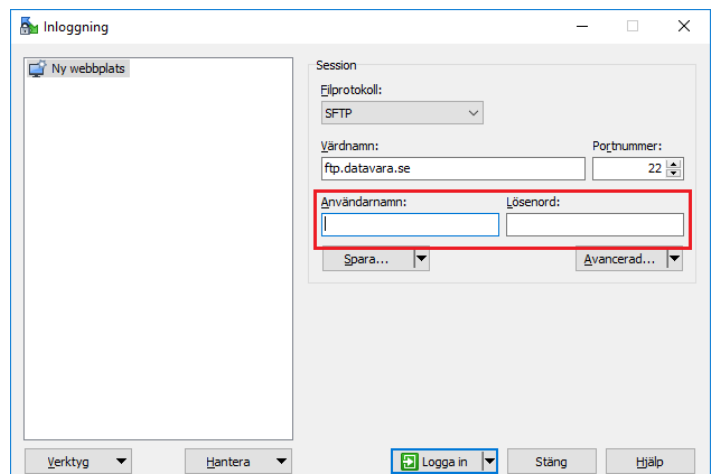 Inloggning
Ny webbplats
Session
Filprotokoll:
SFTP
Värdnamn:
Portnummer:
ftp.datavara.se
22
Användarnamn:
Lösenord:
Spara...
Avancerad...
Verktyg
Hantera
Logga in
Stäng
Hjälp